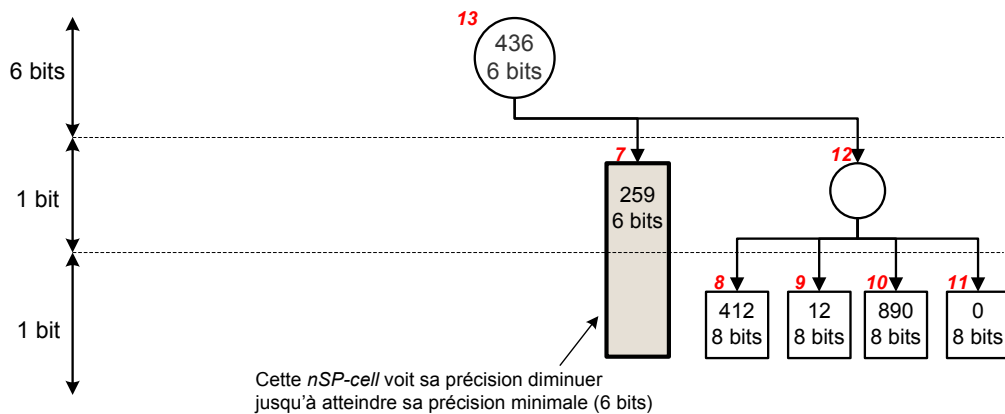 13
436
6 bits
6 bits
7
12
259
6 bits
1 bit
8
9
10
11
412
8 bits
12
8 bits
890
8 bits
0
8 bits
1 bit
Cette nSP-cell voit sa précision diminuer
jusqu'à atteindre sa précision minimale (6 bits)